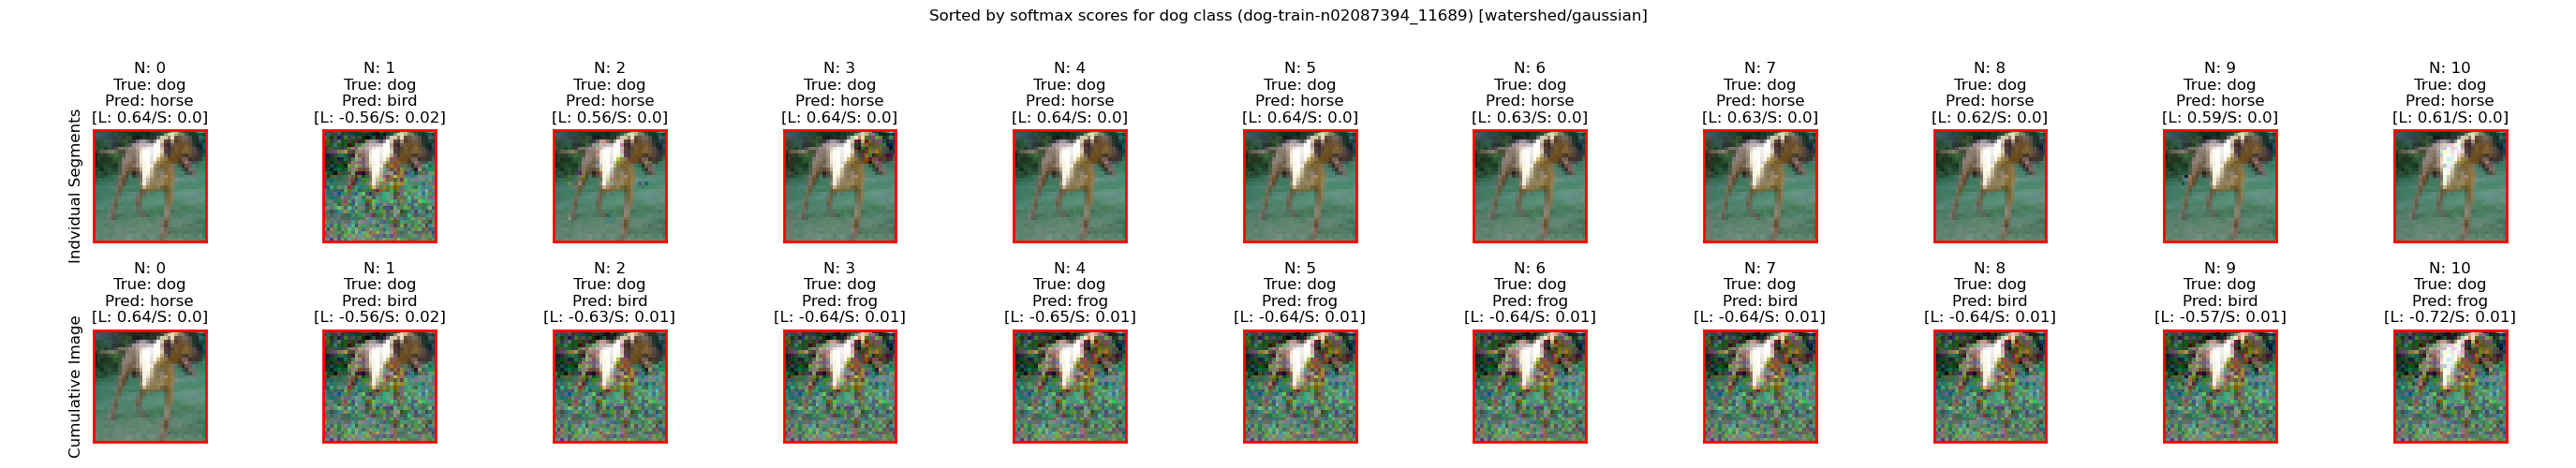 Sorted by softmax scores for dog class (dog-train-n02087394_11689) [watershed/gaussian]
Indvidual Segments
N: 0
True: dog
Pred: horse
[L: 0.64/S: 0.0]
N: 1
True: dog
Pred: bird
[L: -0.56/S: 0.02]
N: 2
True: dog
Pred: horse
[L: 0.56/S: 0.0]
N: 3
True: dog
Pred: horse
[L: 0.64/S: 0.0]
N: 4
True: dog
Pred: horse
[L: 0.64/S: 0.0]
N: 5
True: dog
Pred: horse
[L: 0.64/S: 0.0]
N: 6
True: dog
Pred: horse
[L: 0.63/S: 0.0]
N: 7
True: dog
Pred: horse
[L: 0.63/S: 0.0]
N: 8
True: dog
Pred: horse
[L: 0.62/S: 0.0]
N: 9
True: dog
Pred: horse
[L: 0.59/S: 0.0]
N: 10
True: dog
Pred: horse
[L: 0.61/S: 0.0]
Cumulative Image
N: 0
True: dog
Pred: horse
[L: 0.64/S: 0.0]
N: 1
True: dog
Pred: bird
[L: -0.56/S: 0.02]
N: 2
True: dog
Pred: bird
[L: -0.63/S: 0.01]
N: 3
True: dog
Pred: frog
[L: -0.64/S: 0.01]
N: 4
True: dog
Pred: frog
[L: -0.65/S: 0.01]
N: 5
True: dog
Pred: frog
[L: -0.64/S: 0.01]
N: 6
True: dog
Pred: frog
[L: -0.64/S: 0.01]
N: 7
True: dog
Pred: bird
[L: -0.64/S: 0.01]
N: 8
True: dog
Pred: bird
[L: -0.64/S: 0.01]
N: 9
True: dog
Pred: bird
[L: -0.57/S: 0.01]
N: 10
True: dog
Pred: frog
[L: -0.72/S: 0.01]